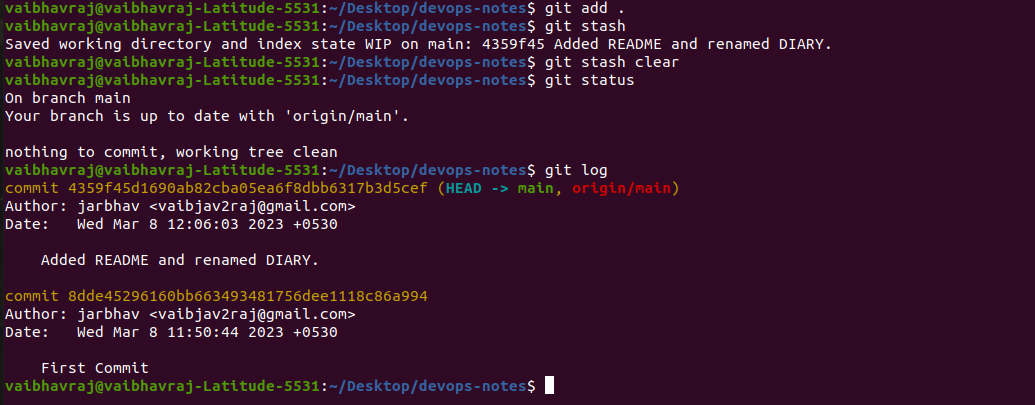 vaibhavraj@vaibhavraj-Latitude-5531:~/Desktop/devops-notes$ git add .
vaibhavraj@vaibhavraj-Latitude-5531:~/Desktop/devops-notes$ git stash
Saved working directory and index state WIP on main: 4359f45 Added README and renamed DIARY.
vaibhavraj@vaibhavraj-Latitude-5531:~/Desktop/devops-notes$ git stash clear
vaibhavraj@vaibhavraj-Latitude-5531:~/Desktop/devops-notes$ git status
On branch main
Your branch is up to date with 'origin/main'.
nothing to commit, working tree clean
vaibhavraj@vaibhavraj-Latitude-5531:~/Desktop/devops-notes$ git log
commit 4359f45d1690ab82cba05ea6f8dbb6317b3d5cef (HEAD -> main, origin/main)
Author: jarbhav <vaibjav2raj@gmail.com>
Date:   Wed Mar 8 12:06:03 2023 +0530
    Added README and renamed DIARY.
commit 8dde45296160bb663493481756dee1118c86a994
Author: jarbhav <vaibjav2raj@gmail.com>
Date:   Wed Mar 8 11:50:44 2023 +0530
    First Commit
vaibhavraj@vaibhavraj-Latitude-5531:~/Desktop/devops-notes$